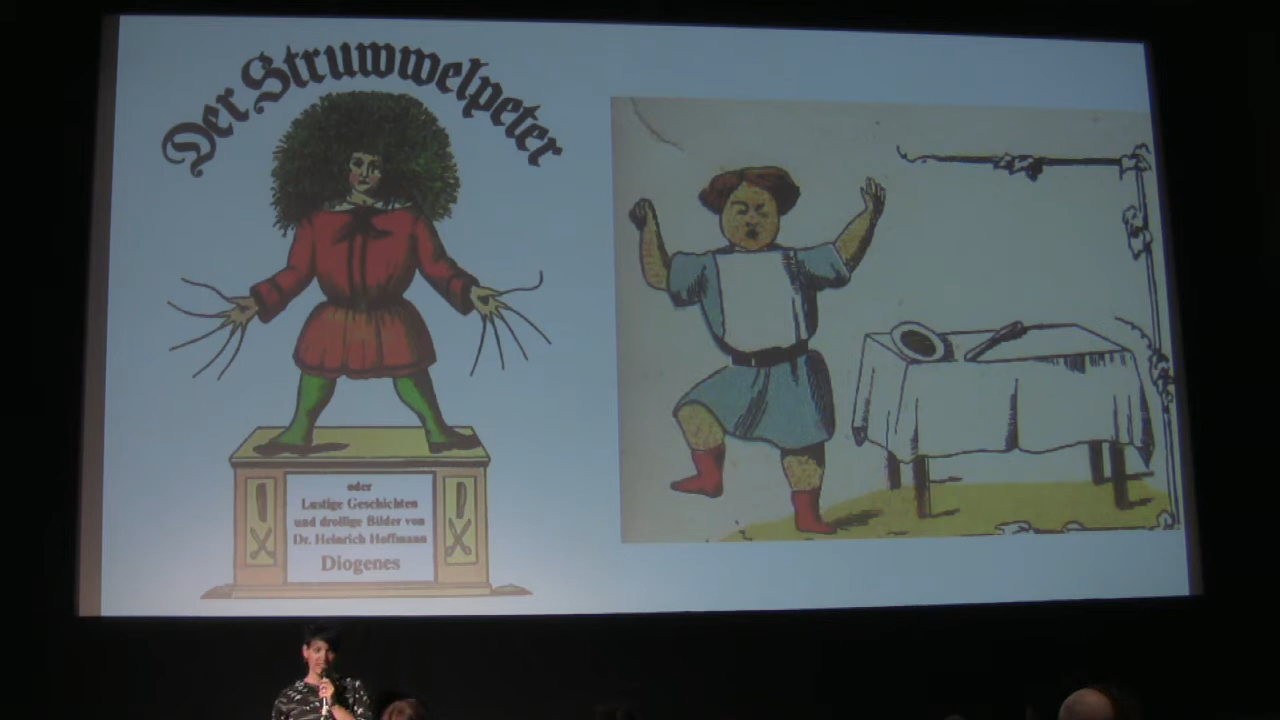 Der Struwwelpeter
oder
Lustige Geschichten
und drollige Bilder von
Dr. Heinrich Hoffmann
Diogenes